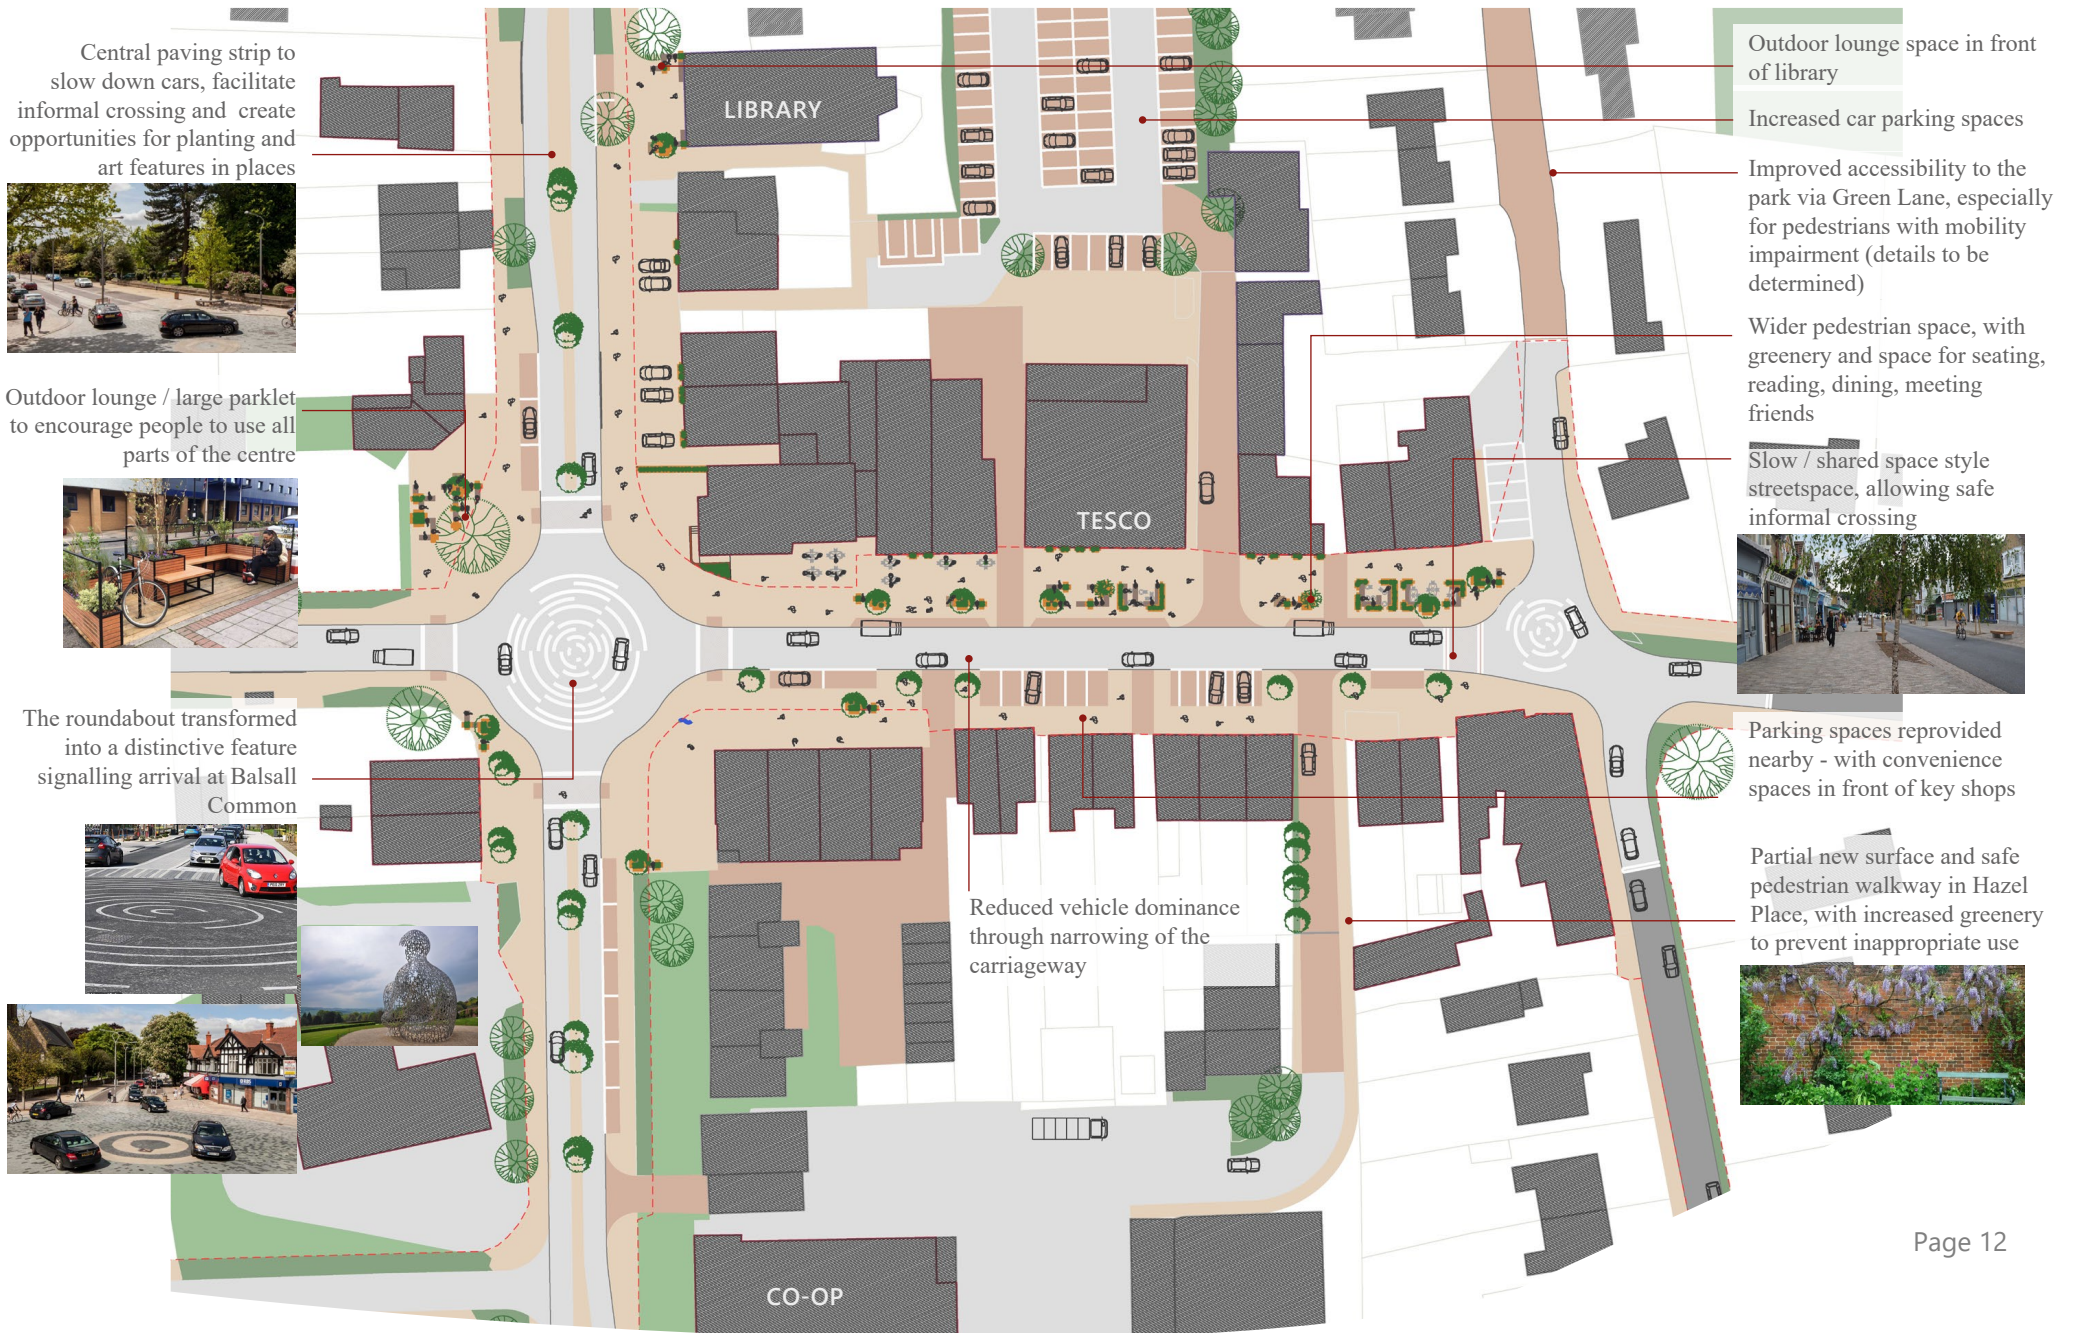 Central paving strip to
slow down cars, facilitate
informal crossing and create
opportunities for planting and
art features in places
Outdoor lounge / large parklet
to encourage people to use all
parts of the centre
The roundabout transformed
into a distinctive feature
signalling arrival at Balsall
Common
LIBRARY
TESCO
Reduced vehicle dominance
through narrowing of the
carriageway
CO-OP
Outdoor lounge space in front
of library
Increased car parking spaces
Improved accessibility to the
park via Green Lane, especially
for pedestrians with mobility
impairment (details to be
determined)
Wider pedestrian space, with
greenery and space for seating,
reading, dining, meeting
friends
Slow / shared space style
streetspace, allowing safe
informal crossing
Parking spaces reprovided
nearby - with convenience
spaces in front of key shops
Partial new surface and safe
pedestrian walkway in Hazel
Place, with increased greenery
to prevent inappropriate use
Page 12